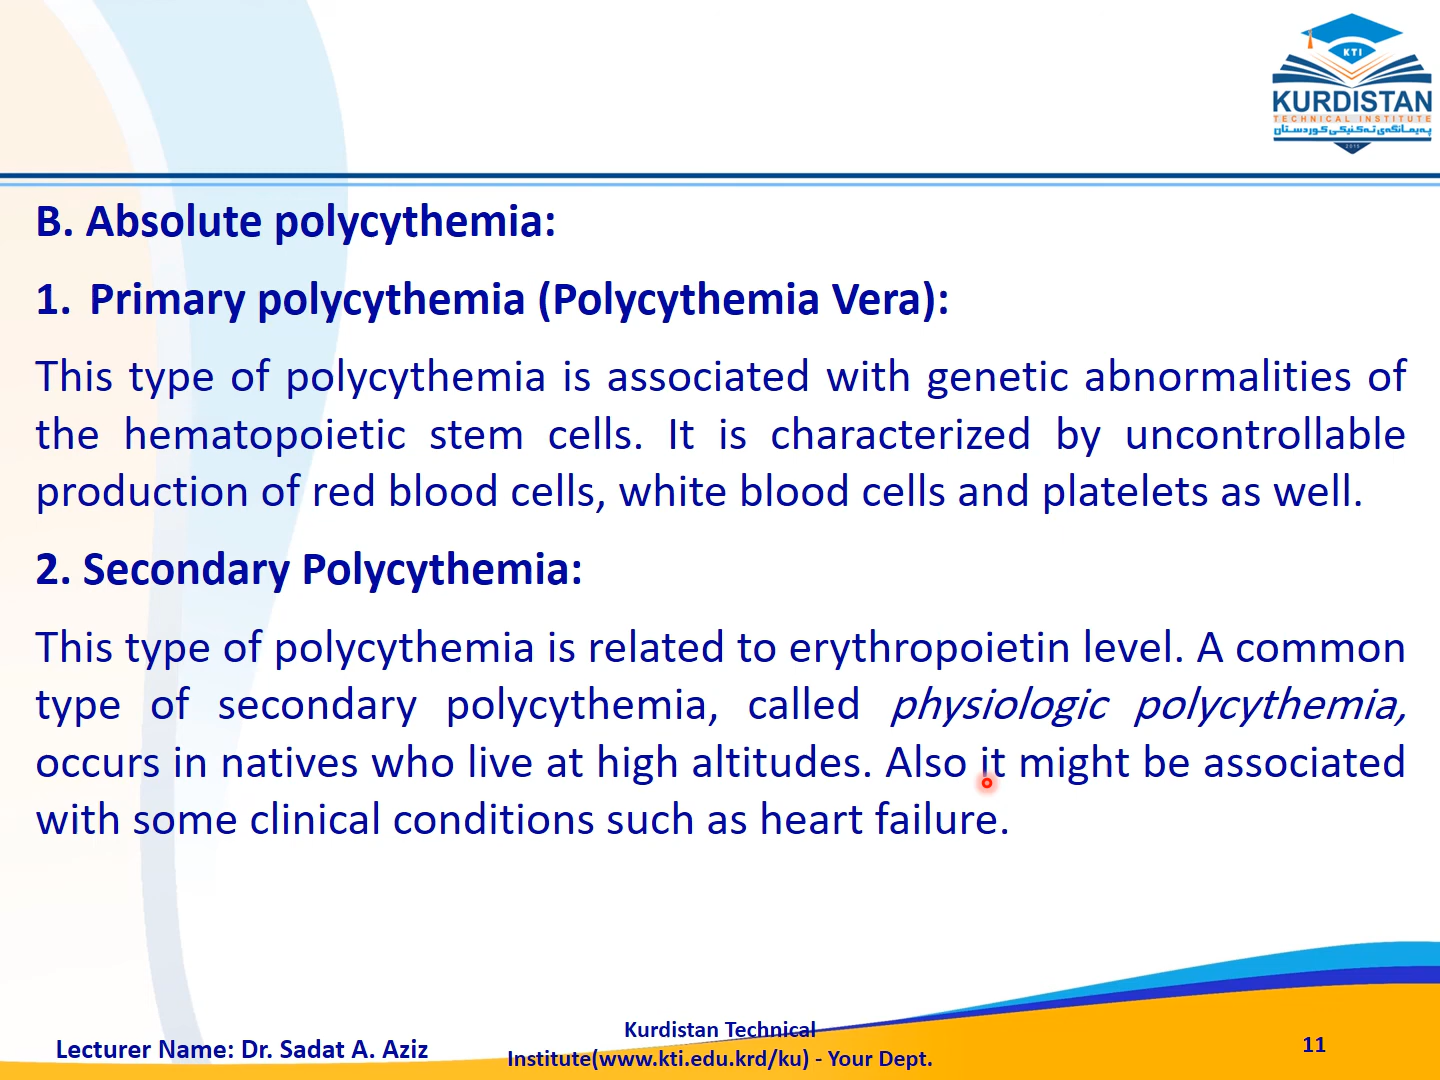 KTI
KURDISTAN
TECHNICAL INSTITUTE
پەیمانگەی تەکنیکی کوردستان
B. Absolute polycythemia:
1. Primary polycythemia (Polycythemia Vera):
This type of polycythemia is associated with genetic abnormalities of
the hematopoietic stem cells. It is characterized by uncontrollable
production of red blood cells, white blood cells and platelets as well.
2. Secondary Polycythemia:
This type of polycythemia is related to erythropoietin level. A common
type of secondary polycythemia, called physiologic polycythemia,
occurs in natives who live at high altitudes. Also it might be associated
with some clinical conditions such as heart failure.
Lecturer Name: Dr. Sadat A. Aziz
Kurdistan Technical
Institute(www.kti.edu.krd/ku) - Your Dept.
11